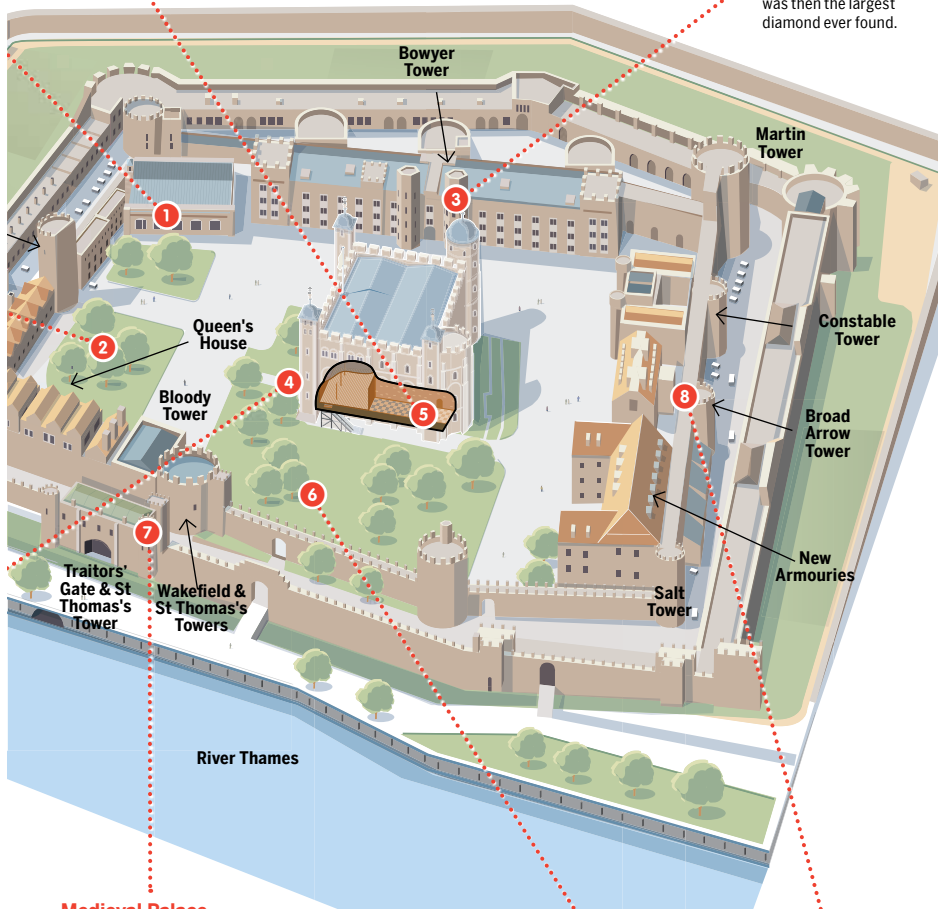 was then the largest
diamond ever found.
Bowyer
Tower
Martin
Tower
1
3
Constable
Tower
Queen's
House
2
Bloody
Tower
4
8
5
Broad
Arrow
Tower
6
7
New
Armouries
Traitors'
Gate & St
Thomas's
Tower
Wakefield &
St Thomas's
Towers
Salt
Tower
River Thames
Medieval Palace